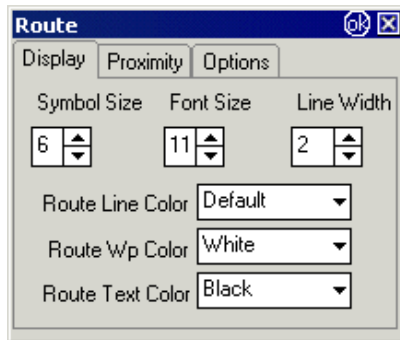 Route ok
Display Proximity Options
Symbol Size Font Size Line Width
6 11 2
Route Line Color Default
Route Wp Color White
Route Text Color Black